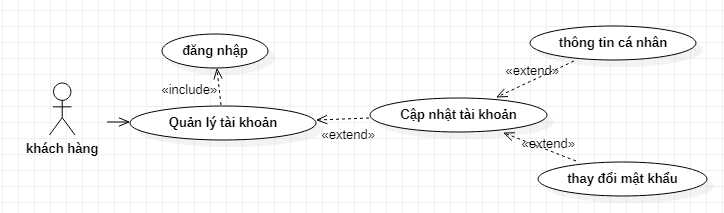 đăng nhập
thông tin cá nhân
«extend»
«include»
Quản lý tài khoản
Cập nhật tài khoản
«extend»
khách hàng
«extend»
thay đổi mật khẩu